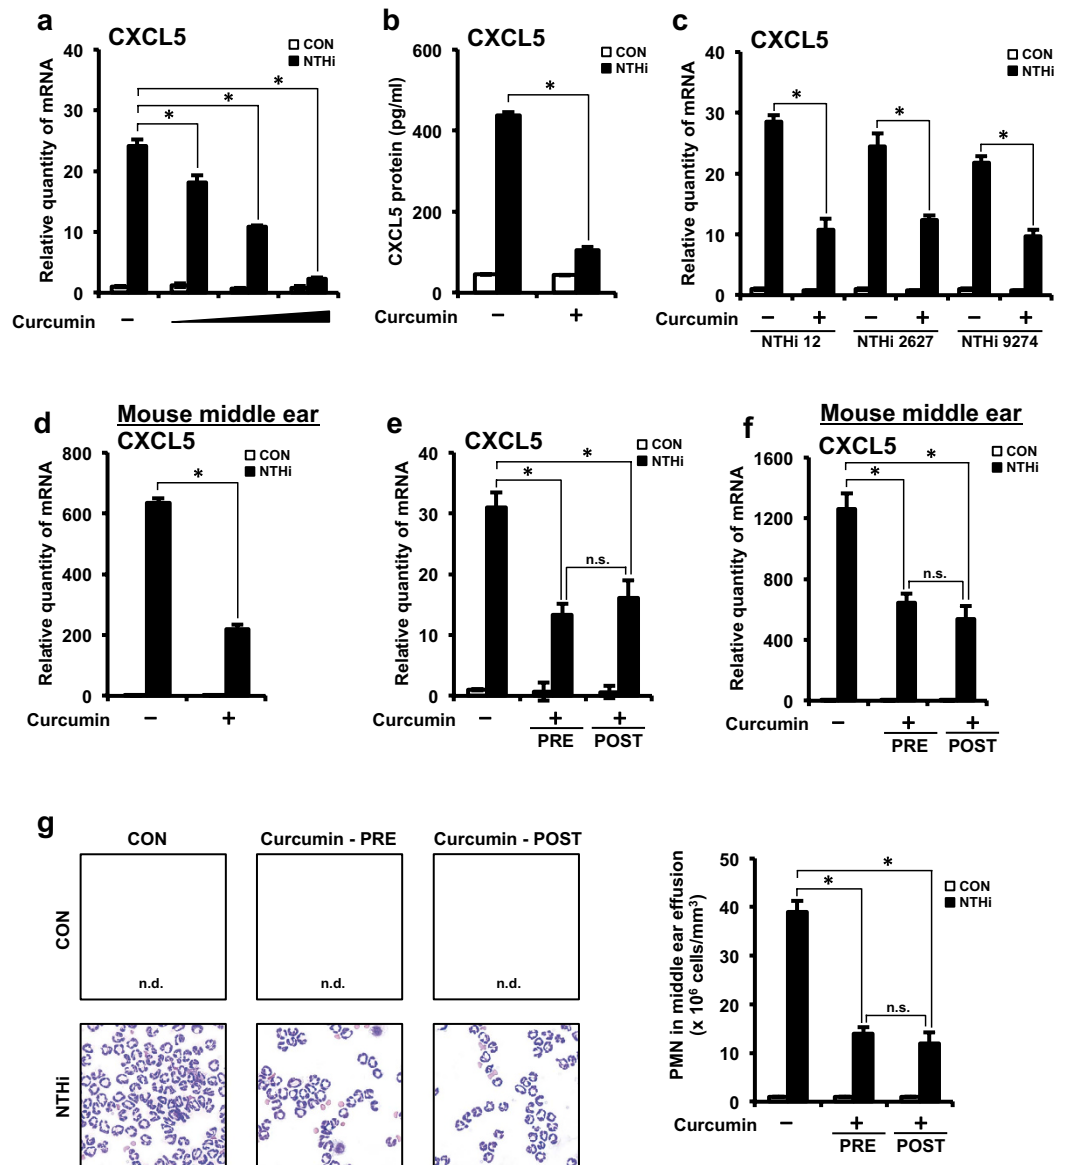 a
CXCL5
CON
NTHi
Relative quantity of mRNA
40
30
20
10
0
*
*
*
Curcumin
–
b
CXCL5
CON
NTHi
CXCL5 protein (pg/ml)
600
400
200
0
*
– +
c
CXCL5
CON
NTHi
Relative quantity of mRNA
40
30
20
10
0
*
*
*
– + – + – +
NTHi 12 NTHi 2627 NTHi 9274
d
Mouse middle ear
CXCL5
CON
NTHi
Relative quantity of mRNA
800
600
400
200
0
*
Curcumin – +
e
CXCL5
CON
NTHi
Relative quantity of mRNA
40
30
20
10
0
*
*
n.s.
Curcumin – + +
PRE POST
f
Mouse middle ear
CXCL5
CON
NTHi
Relative quantity of mRNA
1600
1200
800
400
0
*
*
n.s.
Curcumin – + +
PRE POST
g
CON Curcumin - PRE Curcumin - POST
CON
n.d. n.d. n.d.
NTHi
PMN in middle ear effusion
(x 10⁶ cells/mm³)
50
40
30
20
10
0
*
*
n.s.
CON
NTHi
Curcumin – + +
PRE POST